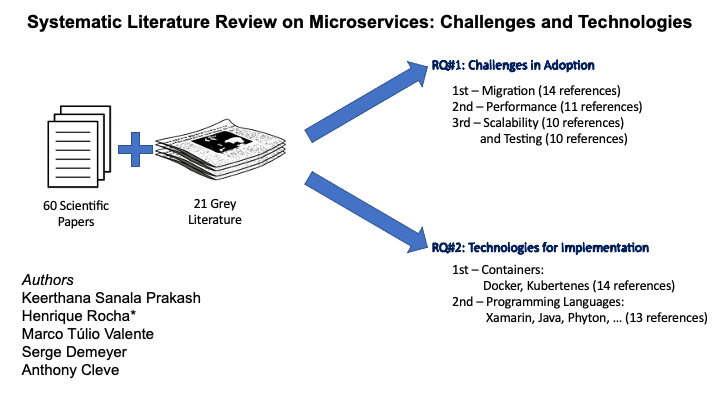 Systematic Literature Review on Microservices: Challenges and Technologies
RQ#1: Challenges in Adoption
1st – Migration (14 references)
2nd – Performance (11 references)
3rd – Scalability (10 references)
and Testing (10 references)
60 Scientific
Papers
21 Grey
Literature
RQ#2: Technologies for Implementation
1st – Containers:
Docker, Kubertenes (14 references)
2nd – Programming Languages:
Xamarin, Java, Phyton, ... (13 references)
Authors
Keerthana Sanala Prakash
Henrique Rocha*
Marco Túlio Valente
Serge Demeyer
Anthony Cleve